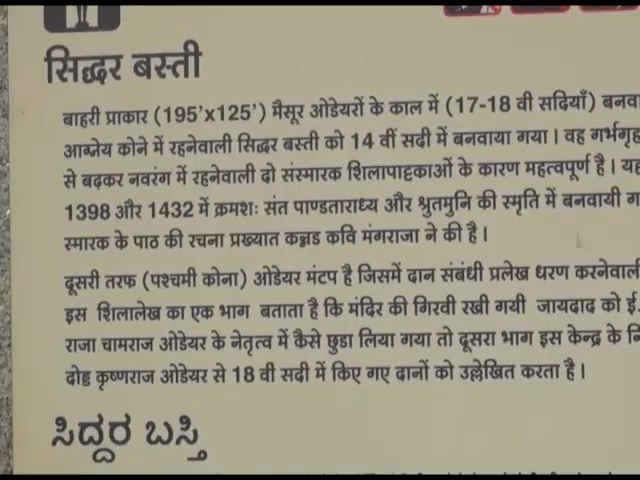 सिद्धर बस्ती
बाहरी प्राकार (195'x125') मैसूर ओडेयरों के काल में (17-18 वी सदियाँ) बनवा
आग्नेय कोने में रहनेवाली सिद्धर बस्ती को 14 वीं सदी में बनवाया गया। वह गर्भगृह
से बढ़कर नवरंग में रहनेवाली दो संस्मारक शिलापाट्टकाओं के कारण महत्वपूर्ण है। यह
1398 और 1432 में क्रमशः संत पाण्डताराध्य और श्रुतमुनि की स्मृति में बनवायी ग
स्मारक के पाठ की रचना प्रख्यात कन्नड कवि मंगराजा ने की है।
दूसरी तरफ (पश्चमी कोना) ओडेयर मंटप है जिसमें दान संबंधी प्रलेख धरण करनेवाली
इस शिलालेख का एक भाग बताता है कि मंदिर की गिरवी रखी गयी जायदाद को ई.
राजा चामराज ओडेयर के नेतृत्व में कैसे छुडा लिया गया तो दूसरा भाग इस केन्द्र के नि
दोड्ड कृष्णराज ओडेयर से 18 वी सदी में किए गए दानों को उल्लेखित करता है।
ಸಿದ್ದರ ಬಸ್ತಿ